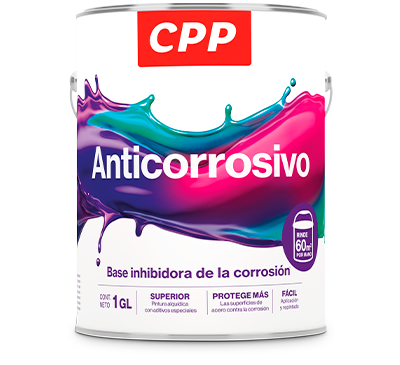 CPP
Anticorrosivo
RINDE
60m²
POR MANO
Base inhibidora de la corrosión
CONT. NETO 1 GL
SUPERIOR
Pintura alquídica
con aditivos especiales
PROTEGE MÁS
Las superficies de
acero contra la corrosión
FÁCIL
Aplicación
y repintado